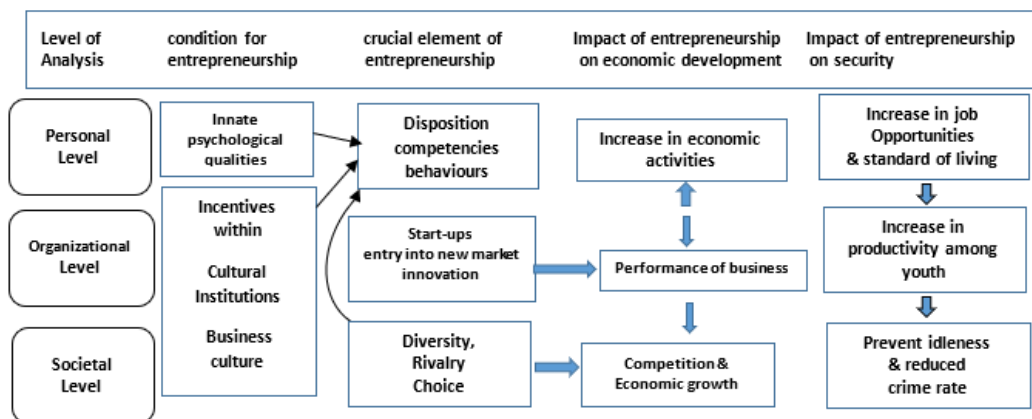 Level of
Analysis
condition for
entrepreneurship
crucial element of
entrepreneurship
Impact of entrepreneurship
on economic development
Impact of entrepreneurship
on security
Personal
Level
Innate
psychological
qualities
Disposition
competencies
behaviours
Increase in economic
activities
Increase in job
Opportunities
& standard of living
Organizational
Level
Incentives
within
Cultural
Institutions
Business
culture
Start-ups
entry into new market
innovation
Performance of business
Increase in
productivity among
youth
Societal
Level
Diversity,
Rivalry
Choice
Competition &
Economic growth
Prevent idleness
& reduced
crime rate